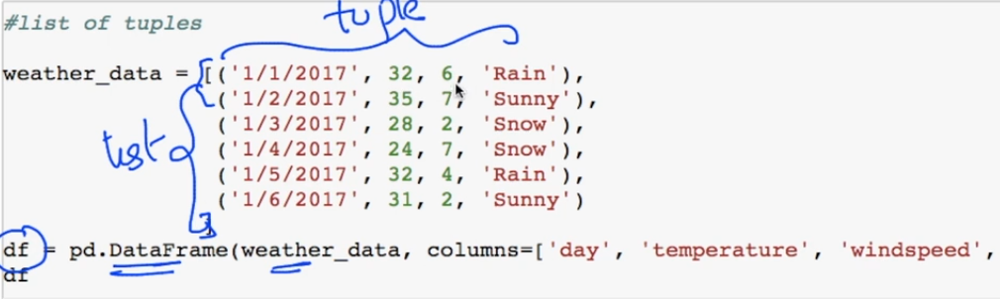 #list of tuples
tuple
weather_data = [('1/1/2017', 32, 6, 'Rain'),
('1/2/2017', 35, 7, 'Sunny'),
('1/3/2017', 28, 2, 'Snow'),
list
('1/4/2017', 24, 7, 'Snow'),
('1/5/2017', 32, 4, 'Rain'),
('1/6/2017', 31, 2, 'Sunny')
]
df = pd.DataFrame(weather_data, columns=['day', 'temperature', 'windspeed',
df